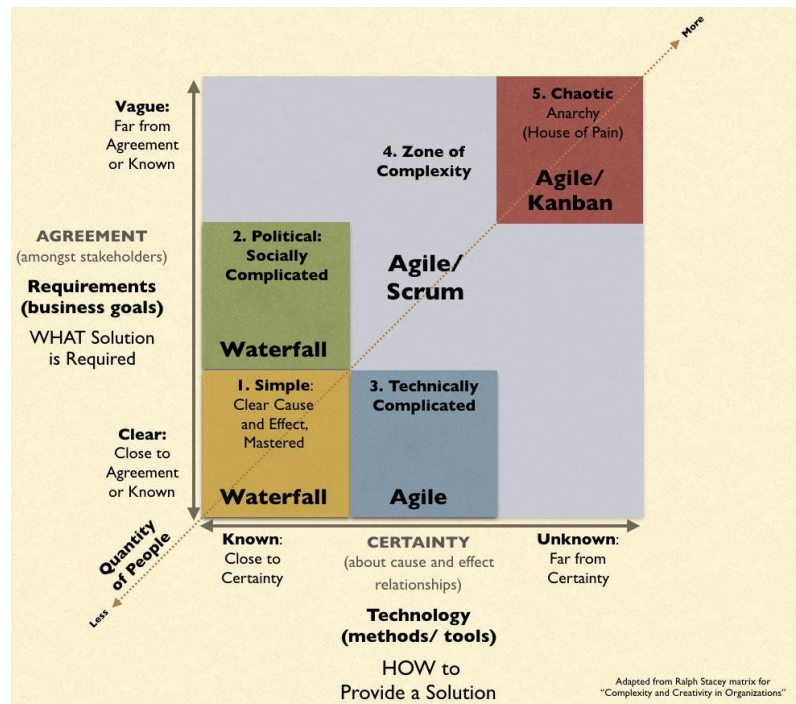 More
Vague:
Far from
Agreement
or Known
5. Chaotic
Anarchy
(House of Pain)
Agile/
Kanban
4. Zone of
Complexity
AGREEMENT
(amongst stakeholders)
Requirements
(business goals)
WHAT Solution
is Required
2. Political:
Socially
Complicated
Waterfall
Agile/
Scrum
Clear:
Close to
Agreement
or Known
1. Simple:
Clear Cause
and Effect,
Mastered
Waterfall
3. Technically
Complicated
Agile
Quantity
of People
Less
Known:
Close to
Certainty
CERTAINTY
(about cause and effect
relationships)
Unknown:
Far from
Certainty
Technology
(methods/ tools)
HOW to
Provide a Solution
Adapted from Ralph Stacey matrix for
"Complexity and Creativity in Organizations"